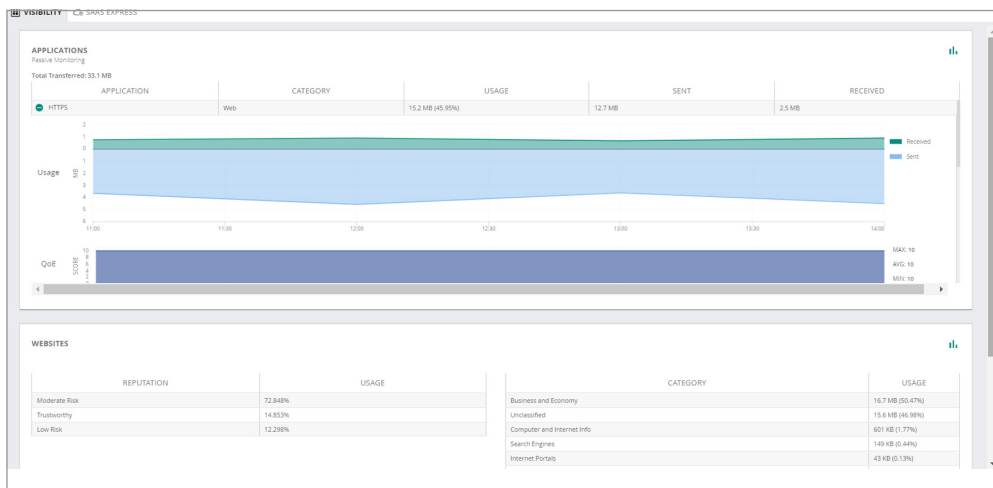 VISIBILITY SAAS EXPRESS
APPLICATIONS
Passive Monitoring
Total Transferred: 33.1 MB
APPLICATION CATEGORY USAGE SENT RECEIVED
HTTPS Web 15.2 MB (45.95%) 12.7 MB 2.5 MB
2
1
0
1
2
3
4
5
6
Usage
MB
Received
Sent
11:00 11:30 12:00 12:30 13:00 13:30 14:00
10
8
6
4
2
QoE
SCORE
MAX: 10
AVG: 10
MIN: 10
WEBSITES
REPUTATION USAGE
Moderate Risk 72.848%
Trustworthy 14.853%
Low Risk 12.298%
CATEGORY USAGE
Business and Economy 16.7 MB (50.47%)
Unclassified 15.6 MB (46.98%)
Computer and Internet Info 601 KB (1.77%)
Search Engines 149 KB (0.44%)
Internet Portals 43 KB (0.13%)